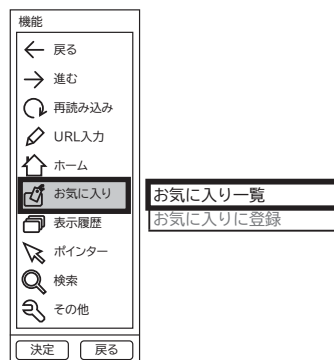 機能
戻る
進む
再読み込み
URL入力
ホーム
お気に入り
お気に入り一覧
お気に入りに登録
表示履歴
ポインター
検索
その他
決定 戻る